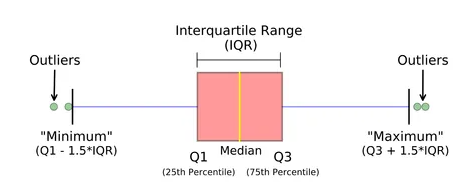 Interquartile Range
(IQR)
Outliers
Outliers
"Minimum"
(Q1 - 1.5*IQR)
Q1
(25th Percentile)
Median
Q3
(75th Percentile)
"Maximum"
(Q3 + 1.5*IQR)